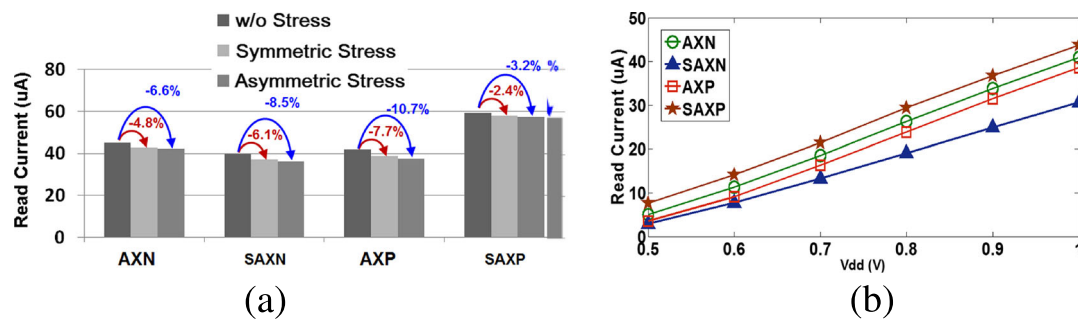 w/o Stress
Symmetric Stress
Asymmetric Stress
Read Current (uA)
80
60
40
20
0
-6.6%
-4.8%
-8.5%
-6.1%
-10.7%
-7.7%
-3.2% %
-2.4%
AXN
SAXN
AXP
SAXP
(a)
Read Current (uA)
50
40
30
20
10
0
AXN
SAXN
AXP
SAXP
0.5
0.6
0.7
0.8
0.9
1
Vdd (V)
(b)